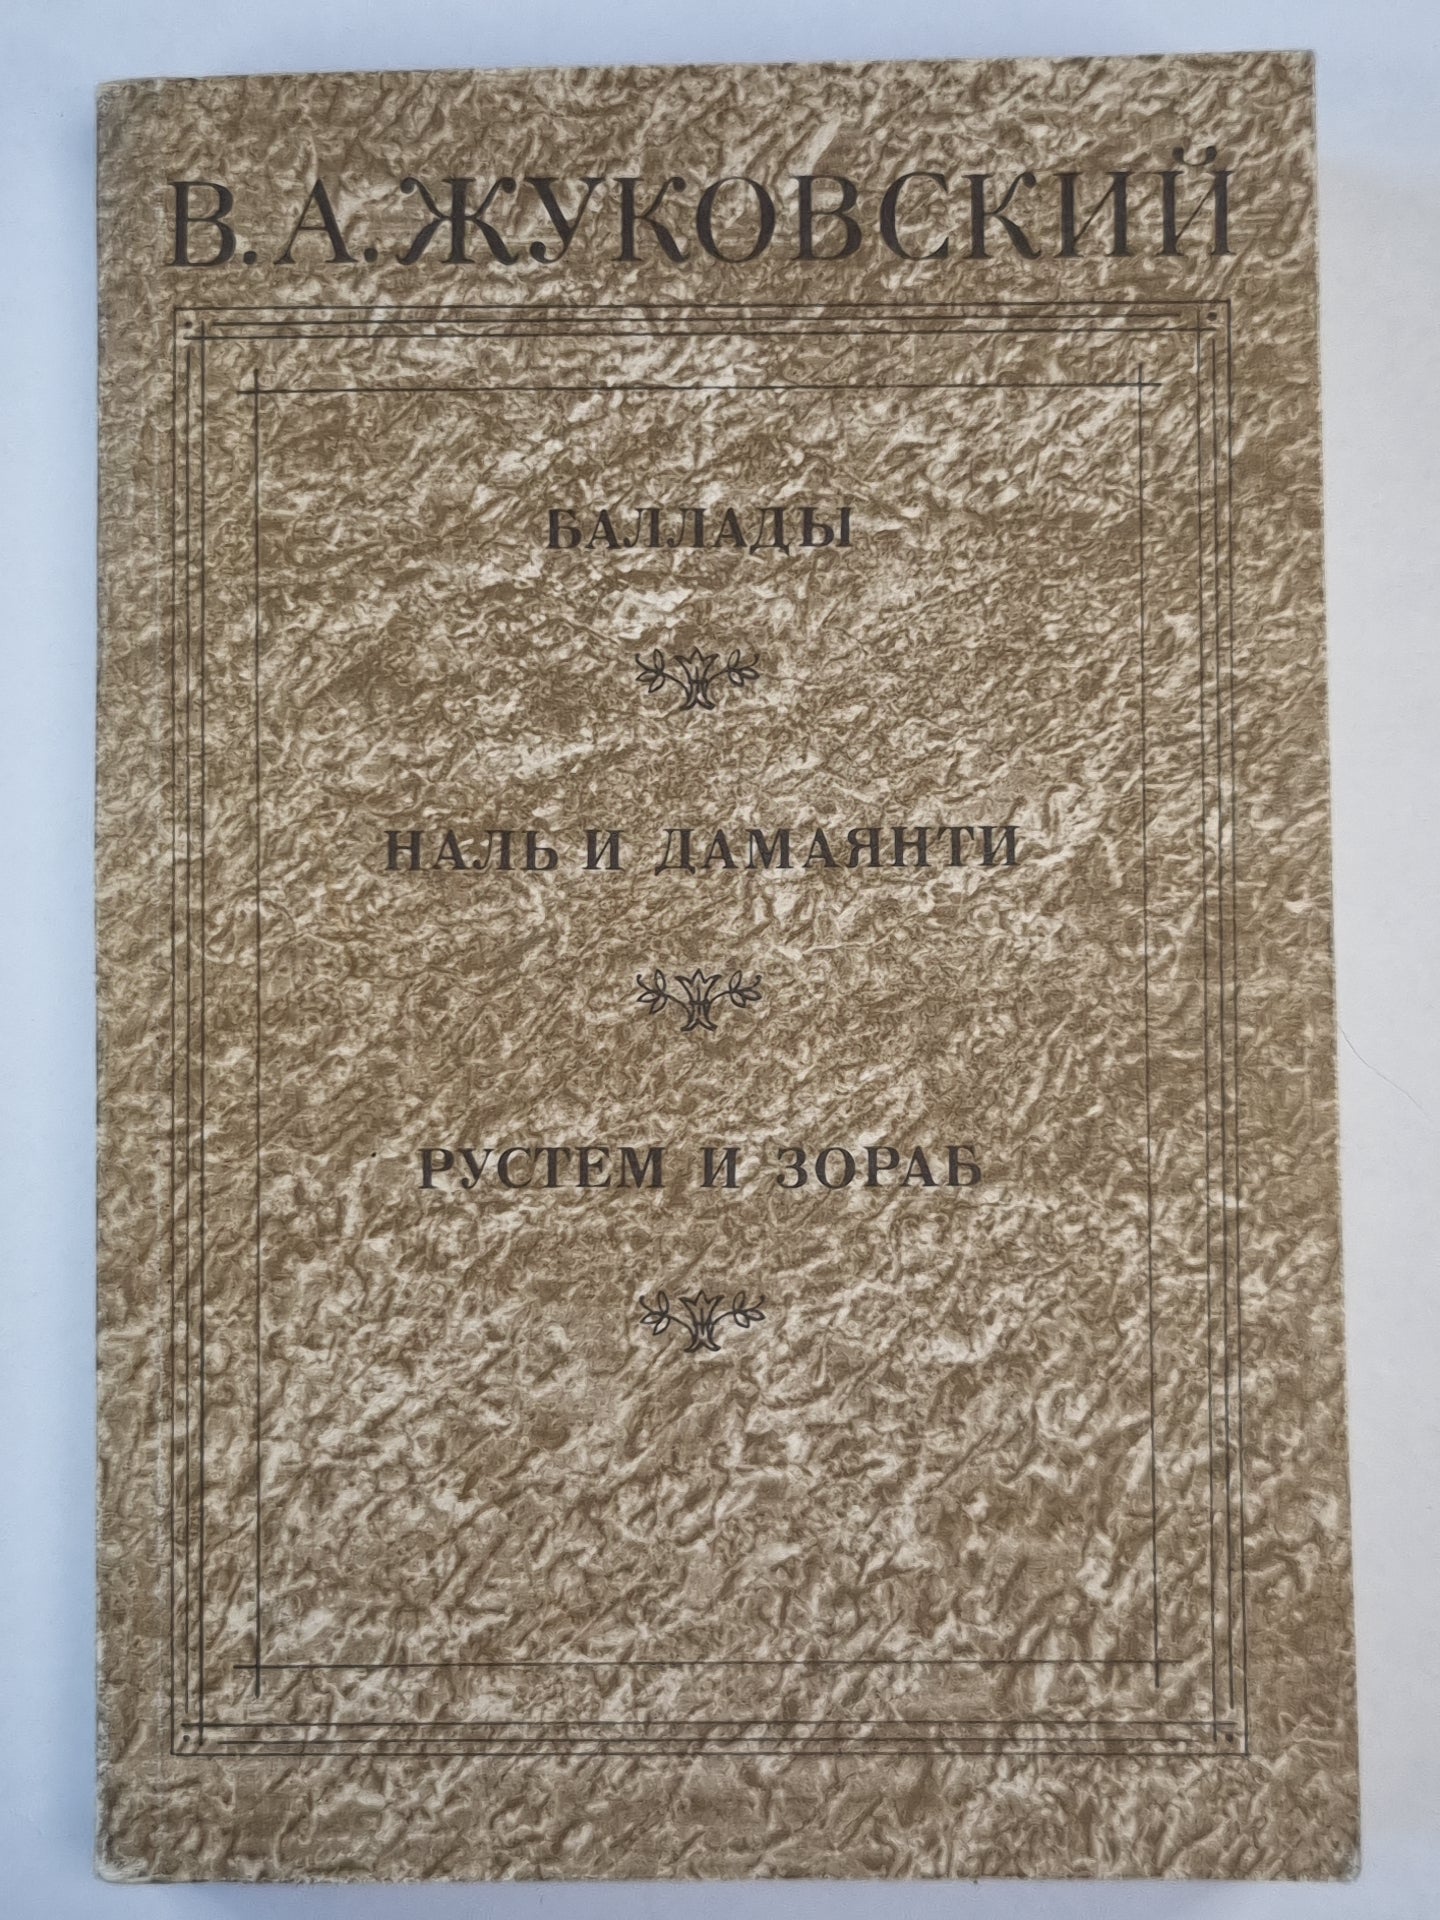 В. А. ЖУКОВСКИЙ
БАЛЛАДЫ
НАЛЬ И ДАМАЯНТИ
РУСТЕМ И ЗОРАБ